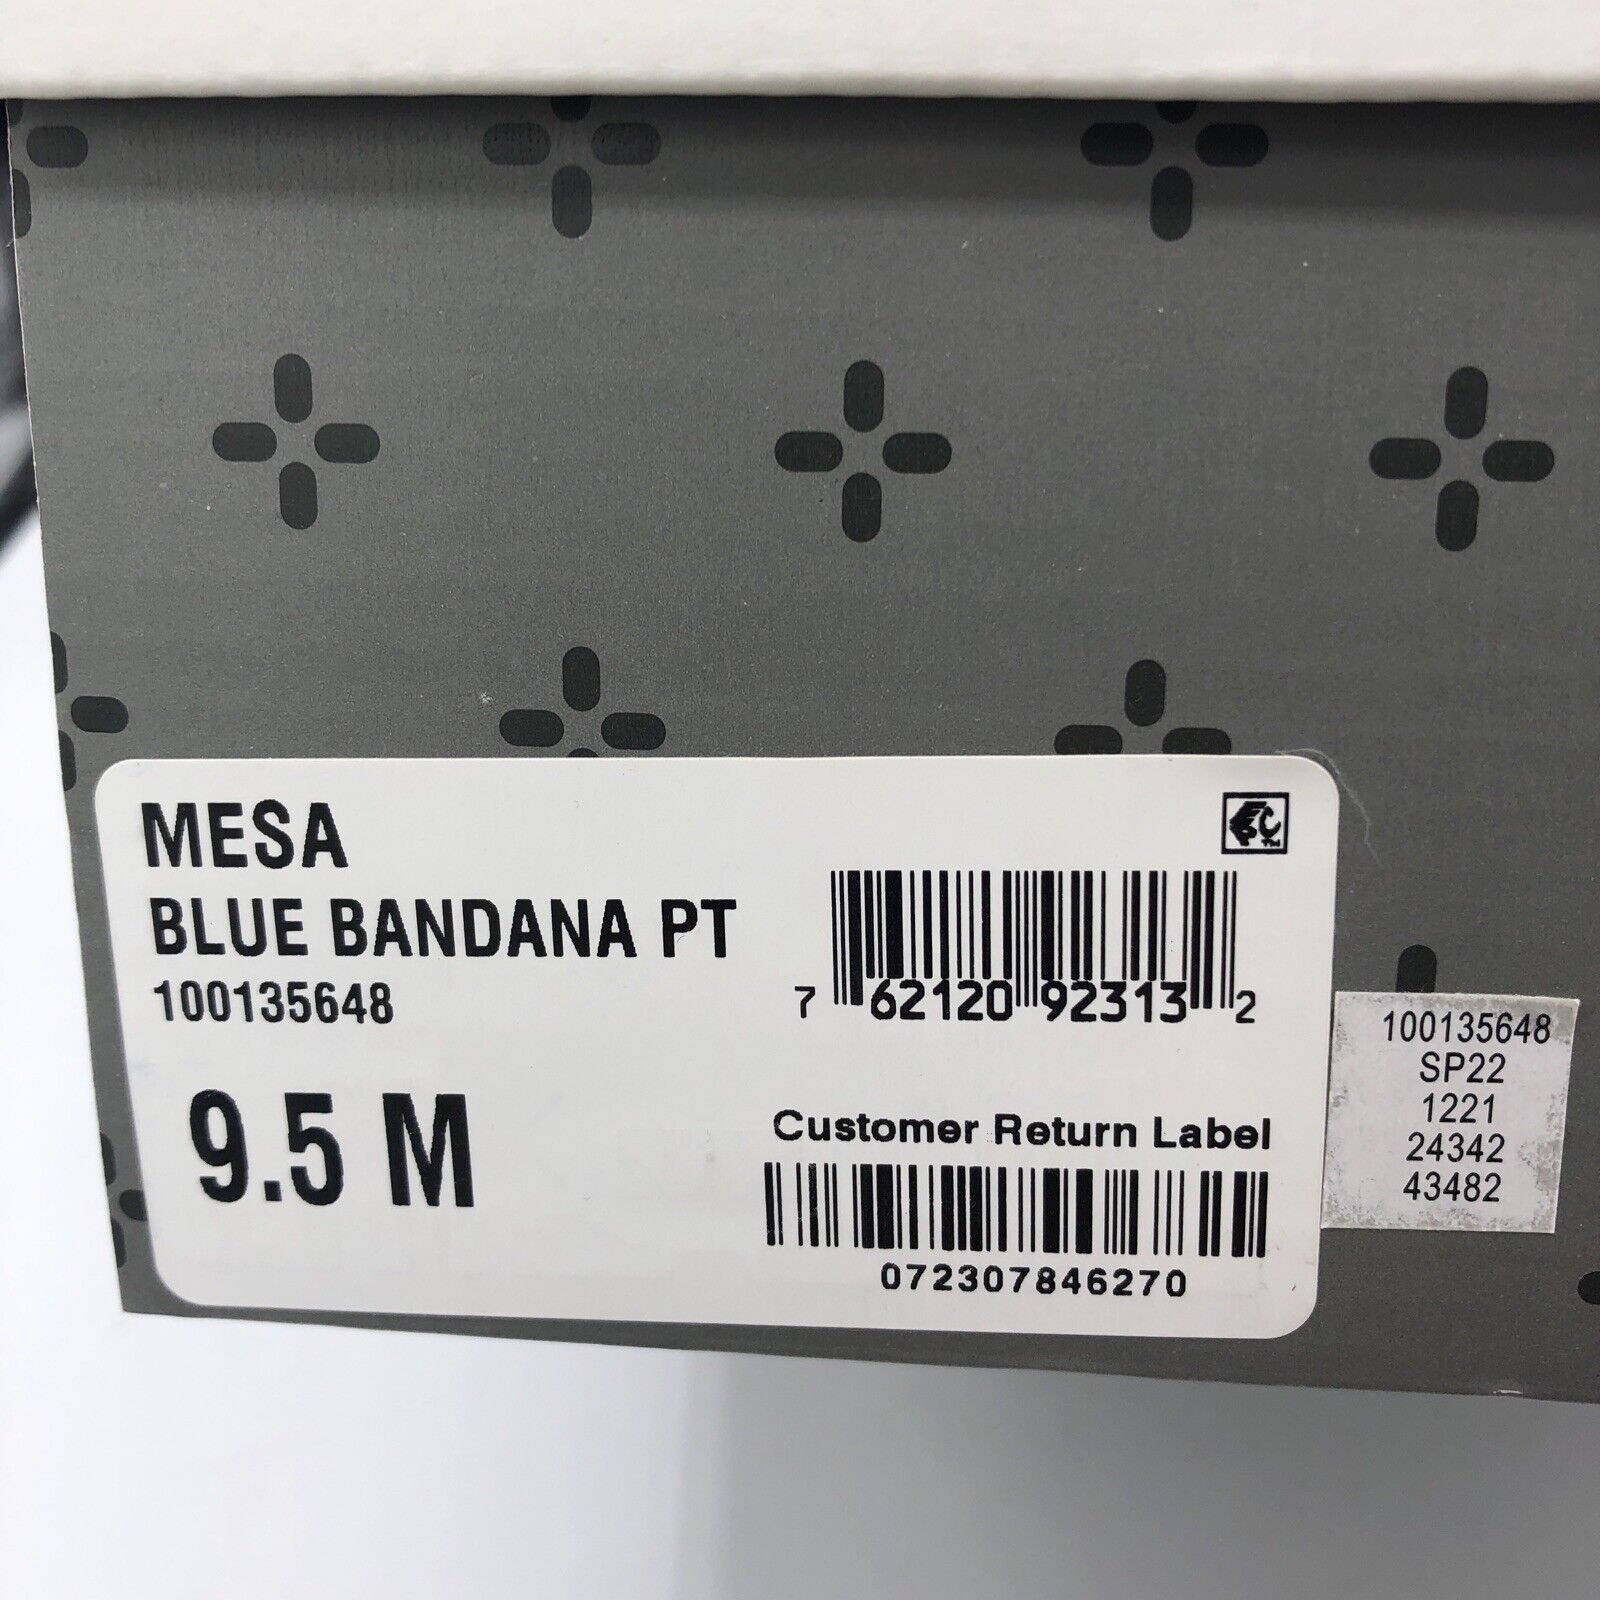 MESA
BLUE BANDANA PT
100135648
9.5 M
7 62120 92313 2
Customer Return Label
072307846270
100135648
SP22
1221
24342
43482